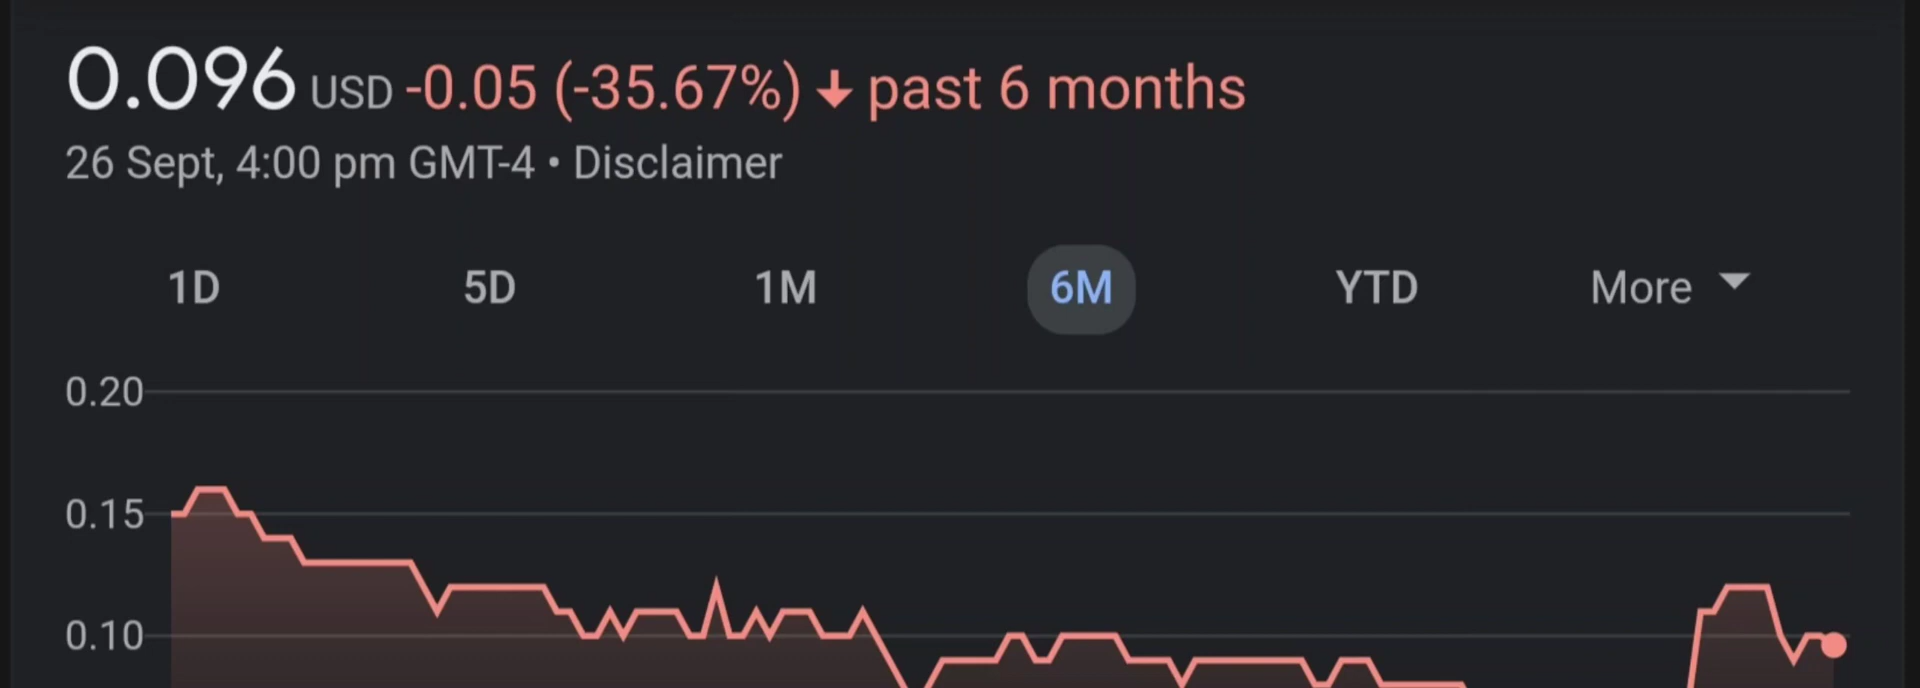 0.096 USD -0.05 (-35.67%) ↓ past 6 months
26 Sept, 4:00 pm GMT-4 • Disclaimer
1D 5D 1M 6M YTD More
0.20
0.15
0.10